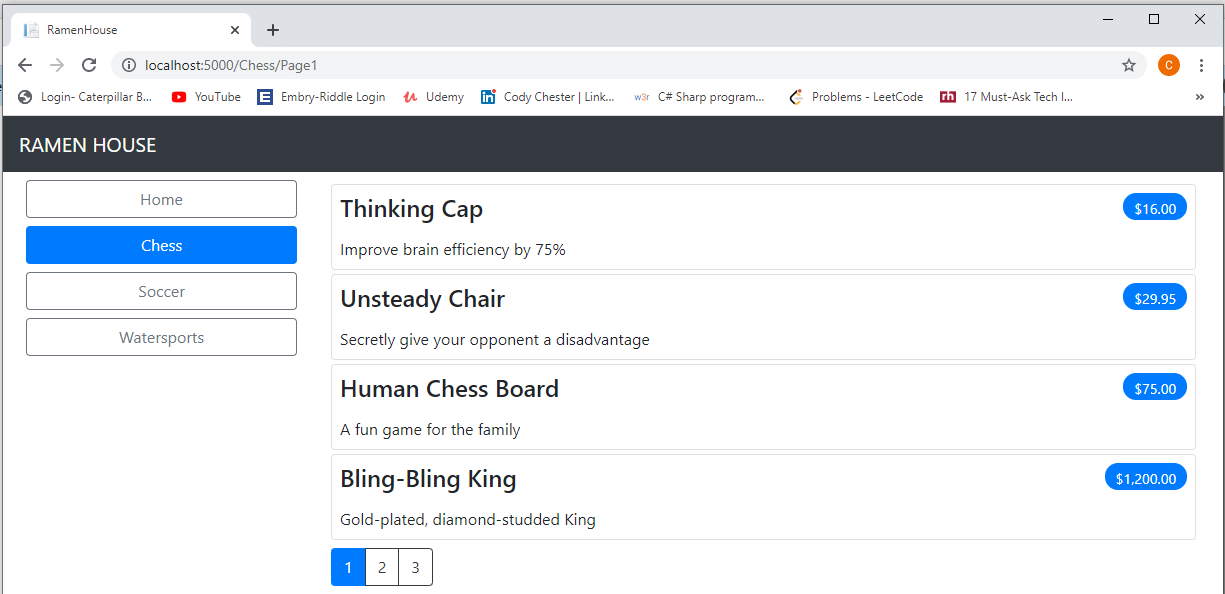 RamenHouse
localhost:5000/Chess/Page1
C
Login- Caterpillar B... YouTube Embry-Riddle Login Udemy Cody Chester | Link... w3r C# Sharp program... Problems - LeetCode rh 17 Must-Ask Tech I... »
RAMEN HOUSE
Home
Chess
Soccer
Watersports
Thinking Cap $16.00
Improve brain efficiency by 75%
Unsteady Chair $29.95
Secretly give your opponent a disadvantage
Human Chess Board $75.00
A fun game for the family
Bling-Bling King $1,200.00
Gold-plated, diamond-studded King
1 2 3